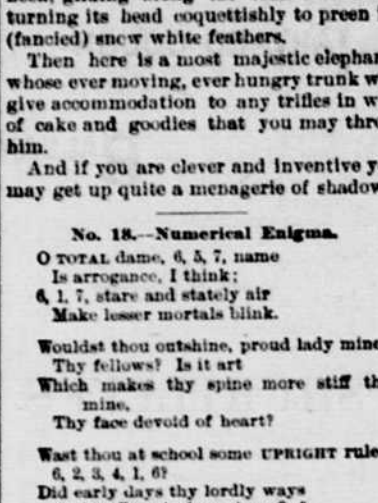 turning its head coquettishly to preen
(fancied) snow white feathers.
Then here is a most majestic elephan
whose ever moving, ever hungry trunk w
give accommodation to any trifles in w
of cake and goodies that you may thr
him.
And if you are clever and inventive y
may get up quite a menagerie of shadow
No. 18.—Numerical Enigma.
O TOTAL dame, 6, 5, 7, name
Is arrogance, I think;
6, 1, 7, stare and stately air
Make lesser mortals blink.
Wouldst thou outshine, proud lady mine
Thy fellows? Is it art
Which makes thy spine more stiff th
mine,
Thy face devoid of heart?
Wast thou at school some UPRIGHT rule
6, 2, 3, 4, 1, 6?
Did early days thy lordly ways